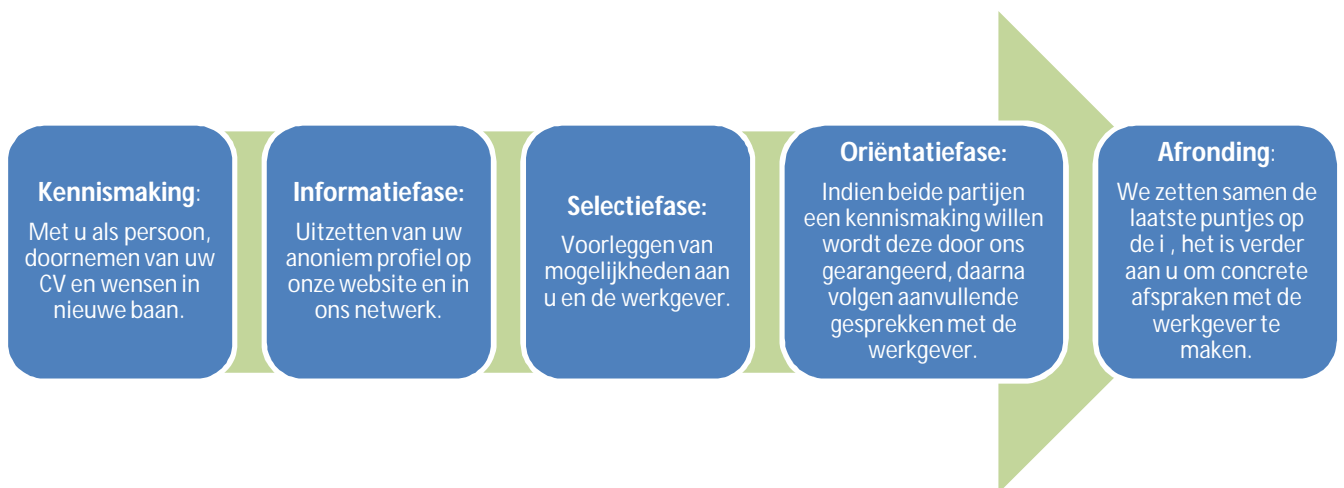 Kennismaking:
Met u als persoon,
doornemen van uw
CV en wensen in
nieuwe baan.
Informatiefase:
Uitzetten van uw
anoniem profiel op
onze website en in
ons netwerk.
Selectiefase:
Voorleggen van
mogelijkheden aan
u en de werkgever.
Oriëntatiefase:
Indien beide partijen
een kennismaking willen
wordt deze door ons
gearrangeerd, daarna
volgen aanvullende
gesprekken met de
werkgever.
Afronding:
We zetten samen de
laatste puntjes op
de i , het is verder
aan u om concrete
afspraken met de
werkgever te
maken.